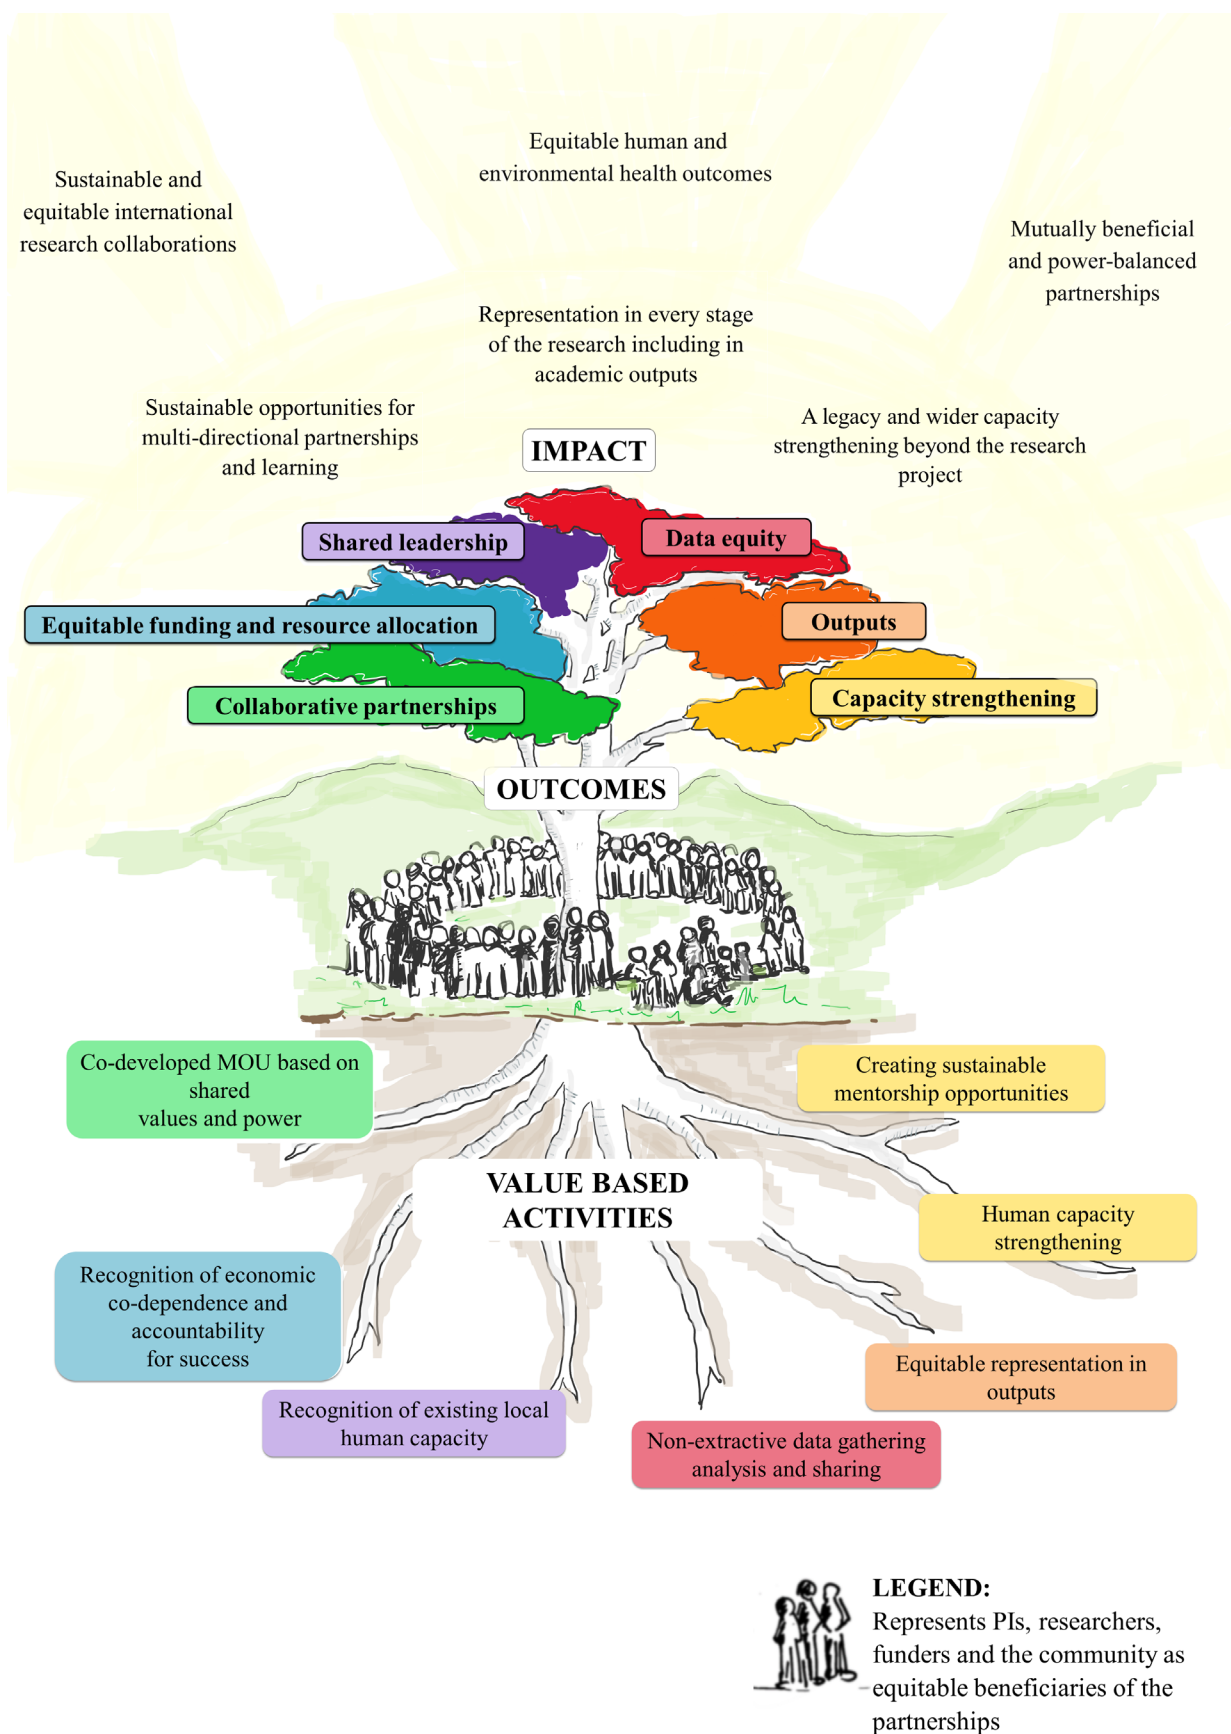 Equitable human and
environmental health outcomes
Sustainable and
equitable international
research collaborations
Mutually beneficial
and power-balanced
partnerships
Representation in every stage
of the research including in
academic outputs
Sustainable opportunities for
multi-directional partnerships
and learning
A legacy and wider capacity
strengthening beyond the research
project
IMPACT
Shared leadership
Data equity
Equitable funding and resource allocation
Outputs
Collaborative partnerships
Capacity strengthening
OUTCOMES
Co-developed MOU based on
shared
values and power
Creating sustainable
mentorship opportunities
VALUE BASED
ACTIVITIES
Human capacity
strengthening
Recognition of economic
co-dependence and
accountability
for success
Equitable representation in
outputs
Recognition of existing local
human capacity
Non-extractive data gathering
analysis and sharing
LEGEND:
Represents PIs, researchers,
funders and the community as
equitable beneficiaries of the
partnerships